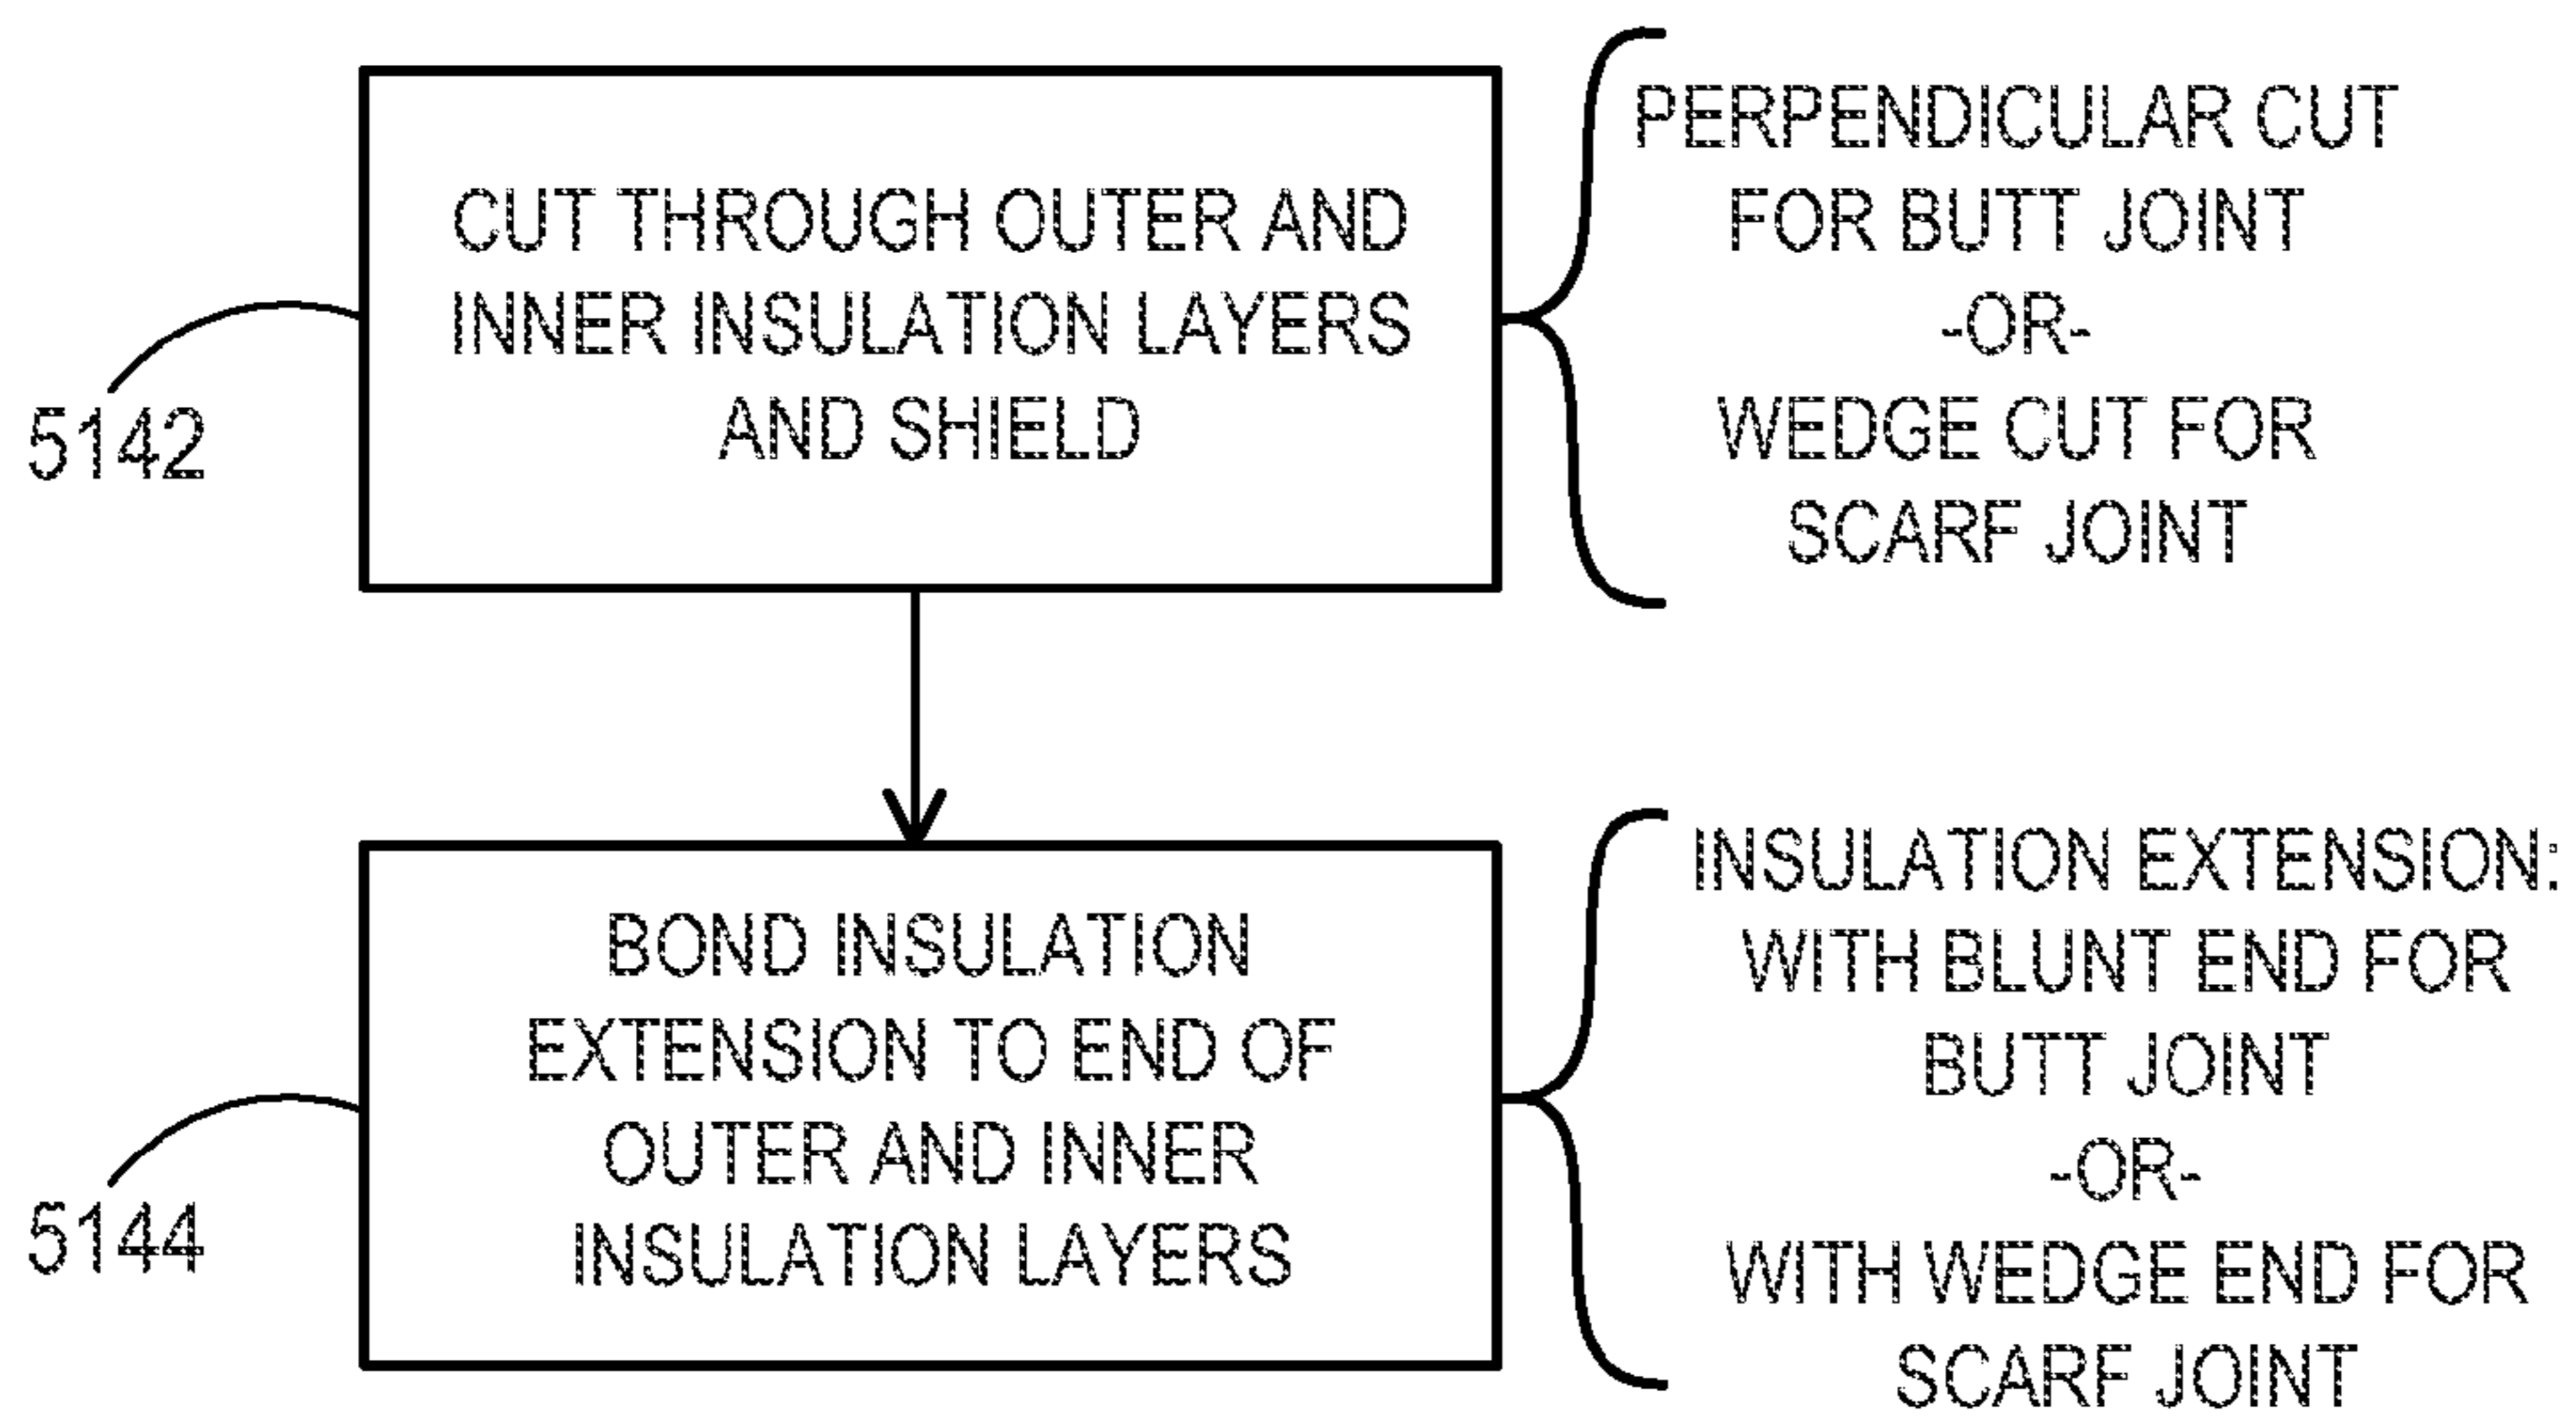 CUT THROUGH OUTER AND
INNER INSULATION LAYERS
AND SHIELD
5142
PERPENDICULAR CUT
FOR BUTT JOINT
-OR-
WEDGE CUT FOR
SCARF JOINT
BOND INSULATION
EXTENSION TO END OF
OUTER AND INNER
INSULATION LAYERS
5144
INSULATION EXTENSION:
WITH BLUNT END FOR
BUTT JOINT
-OR-
WITH WEDGE END FOR
SCARF JOINT